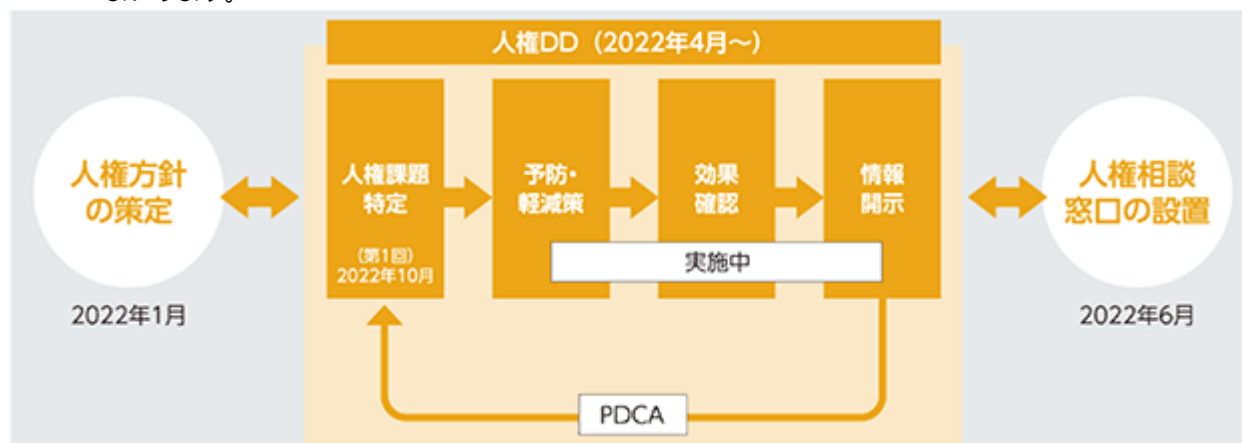 人権DD（2022年4月～）
人権方針
の策定
2022年1月
人権課題
特定
（第1回）
2022年10月
予防・
軽減策
効果
確認
情報
開示
実施中
PDCA
人権相談
窓口の設置
2022年6月